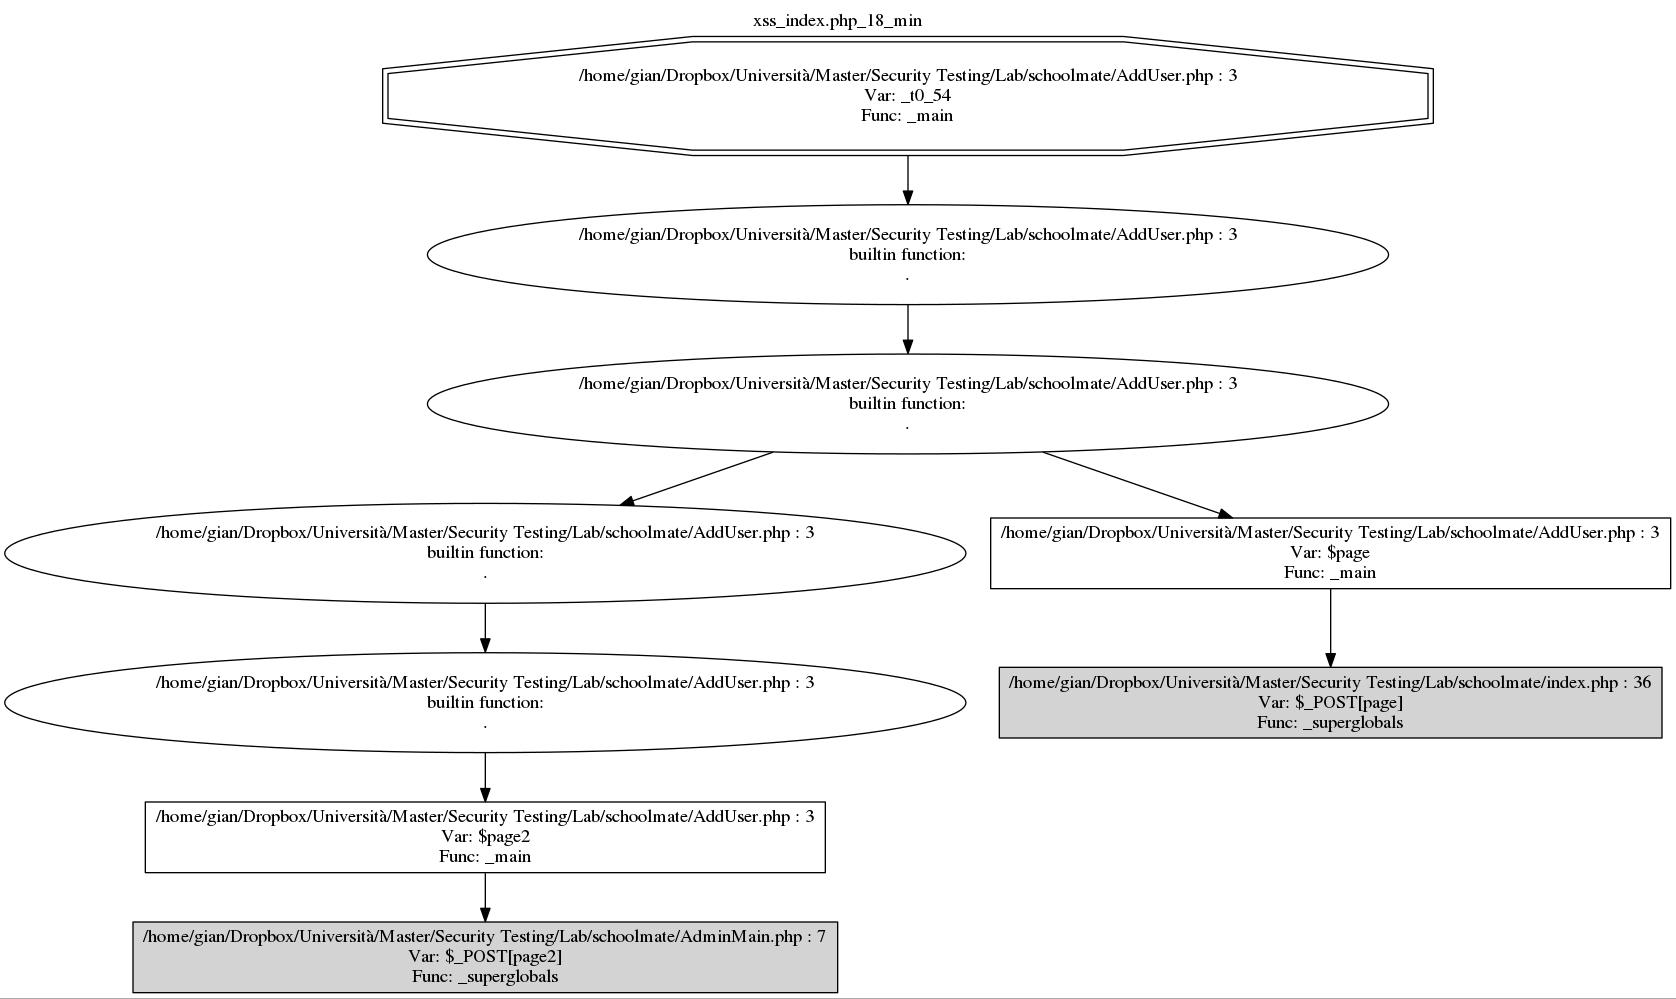 xss_index.php_18_min
/home/gian/Dropbox/Università/Master/Security Testing/Lab/schoolmate/AddUser.php : 3
Var: _t0_54
Func: _main
/home/gian/Dropbox/Università/Master/Security Testing/Lab/schoolmate/AddUser.php : 3
builtin function:
.
/home/gian/Dropbox/Università/Master/Security Testing/Lab/schoolmate/AddUser.php : 3
builtin function:
.
/home/gian/Dropbox/Università/Master/Security Testing/Lab/schoolmate/AddUser.php : 3
builtin function:
.
/home/gian/Dropbox/Università/Master/Security Testing/Lab/schoolmate/AddUser.php : 3
Var: $page
Func: _main
/home/gian/Dropbox/Università/Master/Security Testing/Lab/schoolmate/AddUser.php : 3
builtin function:
.
/home/gian/Dropbox/Università/Master/Security Testing/Lab/schoolmate/index.php : 36
Var: $_POST[page]
Func: _superglobals
/home/gian/Dropbox/Università/Master/Security Testing/Lab/schoolmate/AddUser.php : 3
Var: $page2
Func: _main
/home/gian/Dropbox/Università/Master/Security Testing/Lab/schoolmate/AdminMain.php : 7
Var: $_POST[page2]
Func: _superglobals